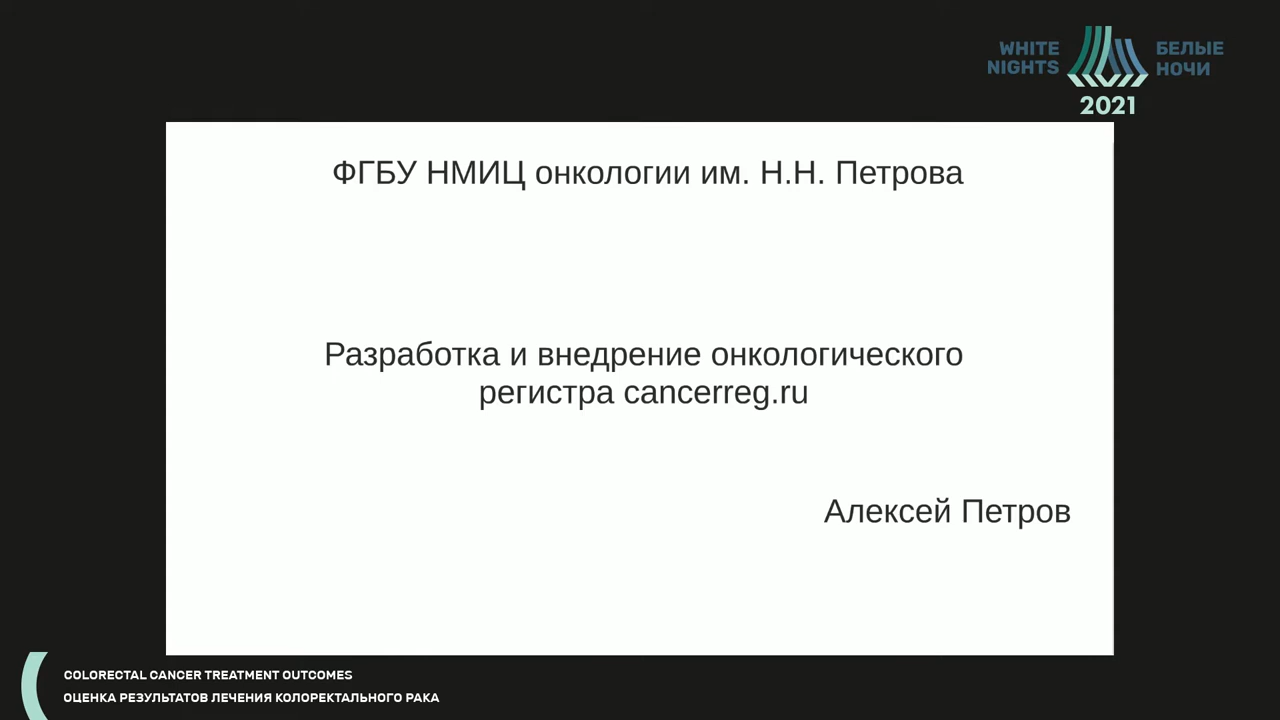 WHITE NIGHTS
БЕЛЫЕ НОЧИ
2021
ФГБУ НМИЦ онкологии им. Н.Н. Петрова
Разработка и внедрение онкологического
регистра cancerreg.ru
Алексей Петров
COLORECTAL CANCER TREATMENT OUTCOMES
ОЦЕНКА РЕЗУЛЬТАТОВ ЛЕЧЕНИЯ КОЛОРЕКТАЛЬНОГО РАКА